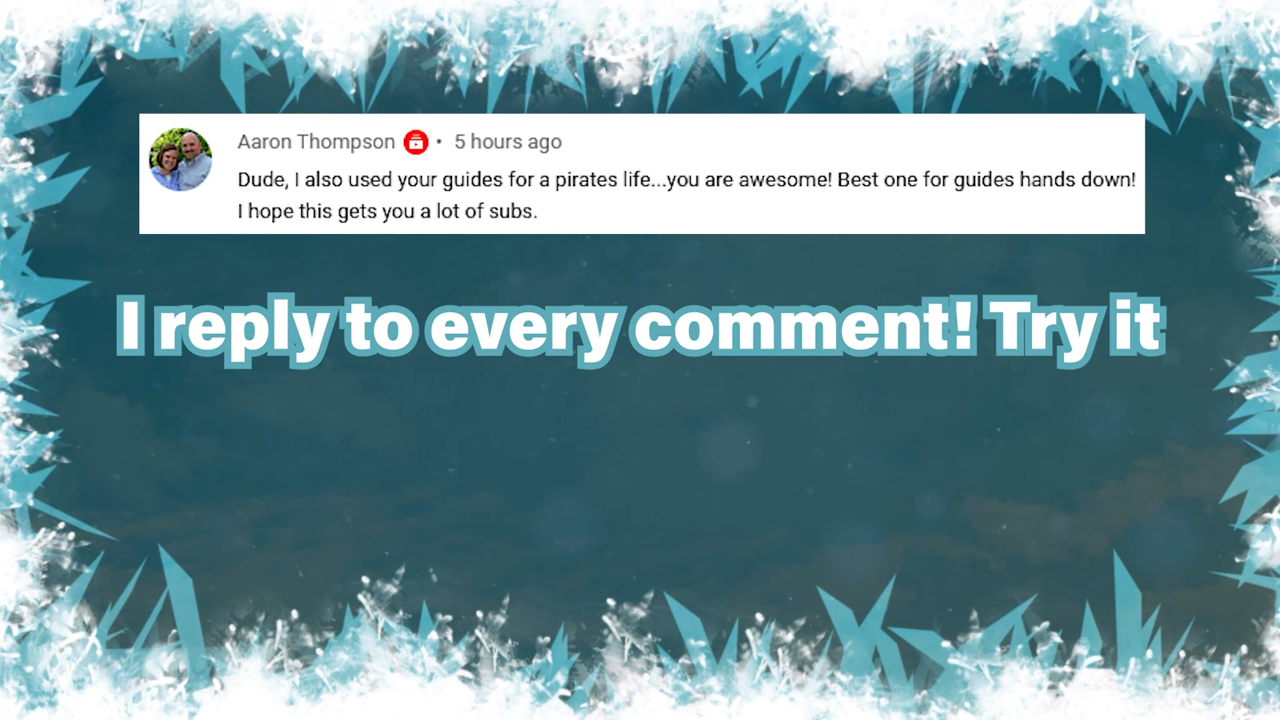 Aaron Thompson • 5 hours ago
Dude, I also used your guides for a pirates life...you are awesome! Best one for guides hands down!
I hope this gets you a lot of subs.
I reply to every comment! Try it